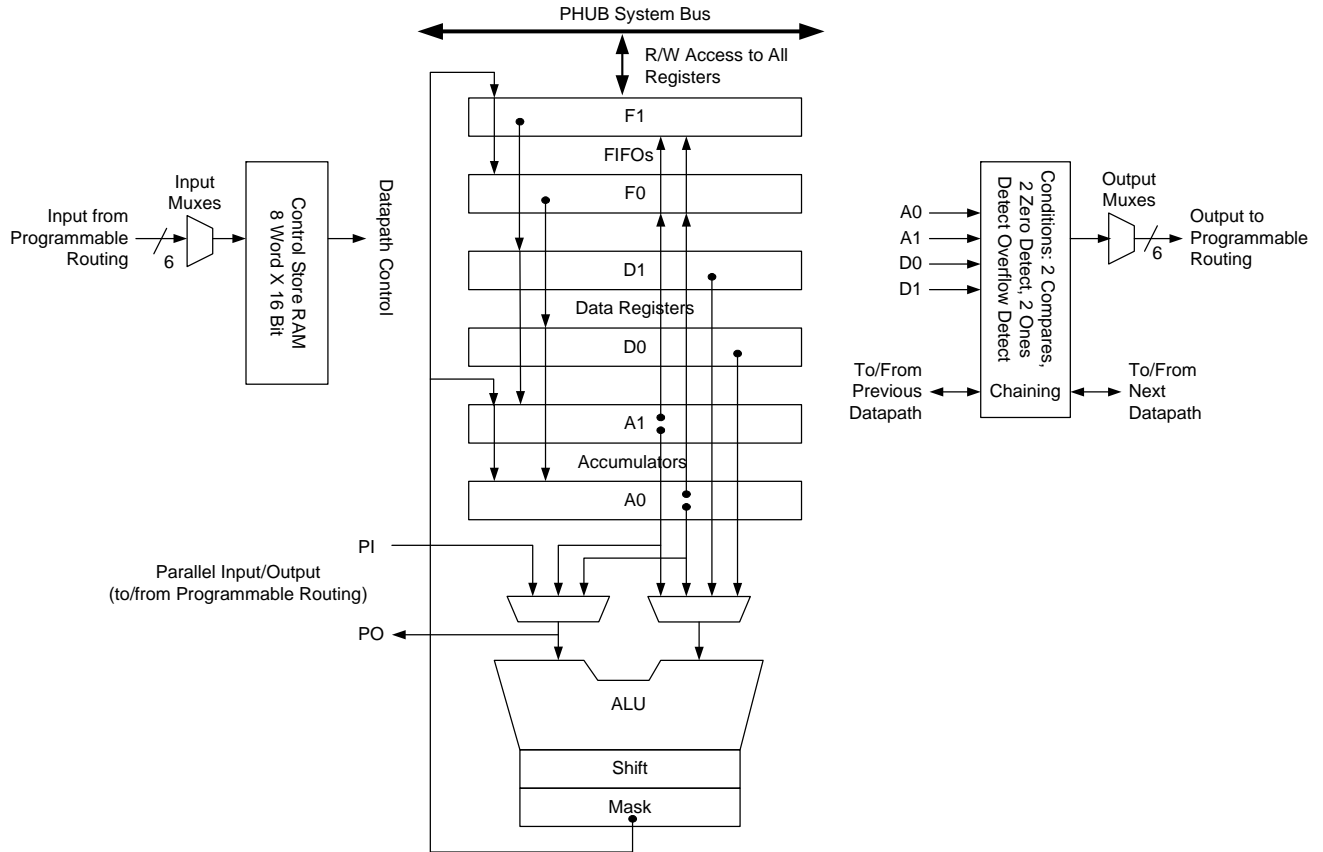 PHUB System Bus
R/W Access to All
Registers
F1
FIFOs
F0
D1
Data Registers
D0
A1
Accumulators
A0
Input from
Programmable
Routing
6
Input
Muxes
Control Store RAM
8 Word X 16 Bit
Datapath Control
PI
Parallel Input/Output
(to/from Programmable Routing)
PO
ALU
Shift
Mask
A0
A1
D0
D1
Conditions: 2 Compares,
2 Zero Detect, 2 Ones
Detect Overflow Detect
Chaining
To/From
Previous
Datapath
To/From
Next
Datapath
Output
Muxes
6
Output to
Programmable
Routing